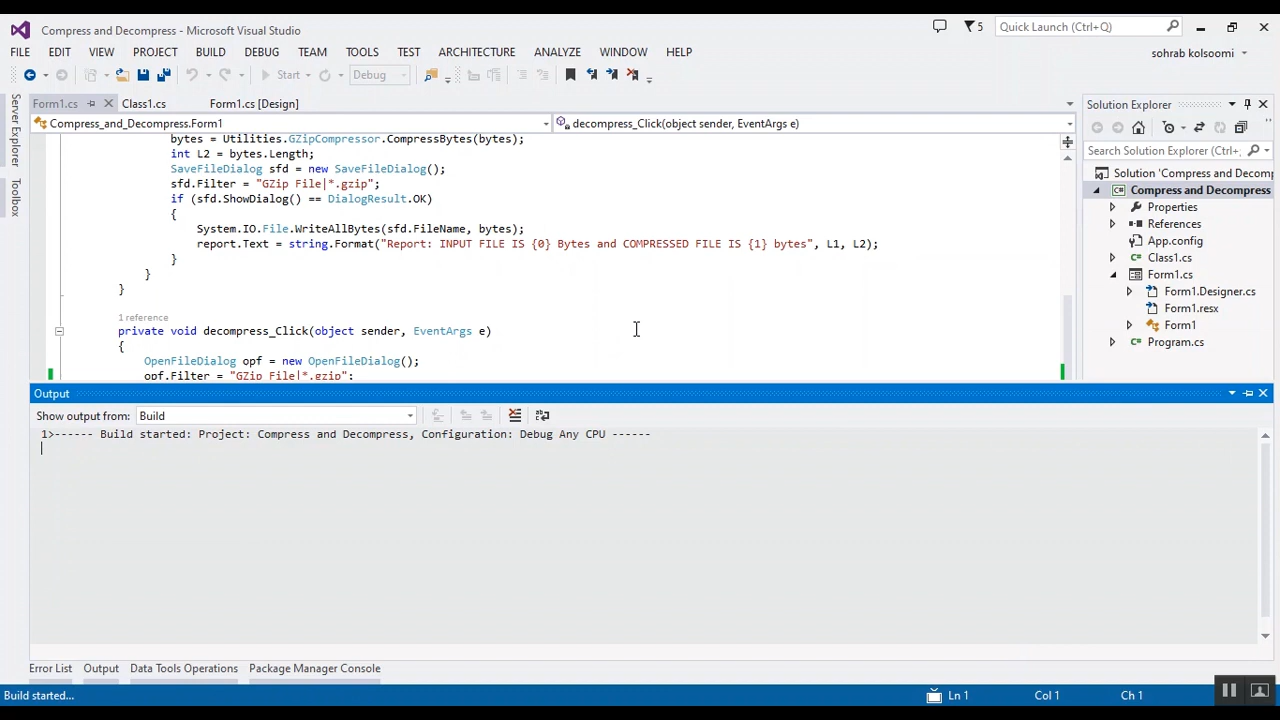 Compress and Decompress - Microsoft Visual Studio
5
Quick Launch (Ctrl+Q)
FILE EDIT VIEW PROJECT BUILD DEBUG TEAM TOOLS TEST ARCHITECTURE ANALYZE WINDOW HELP
sohrab kolsoomi
Start Debug
Server Explorer
Toolbox
Form1.cs Class1.cs Form1.cs [Design]
Compress_and_Decompress.Form1 decompress_Click(object sender, EventArgs e)
bytes = Utilities.GZipCompressor.CompressBytes(bytes);
int L2 = bytes.Length;
SaveFileDialog sfd = new SaveFileDialog();
sfd.Filter = "GZip File|*.gzip";
if (sfd.ShowDialog() == DialogResult.OK)
{
System.IO.File.WriteAllBytes(sfd.FileName, bytes);
report.Text = string.Format("Report: INPUT FILE IS {0} Bytes and COMPRESSED FILE IS {1} bytes", L1, L2);
}
}
}
1 reference
private void decompress_Click(object sender, EventArgs e)
{
OpenFileDialog opf = new OpenFileDialog();
opf.Filter = "GZip File|*.gzip";
Solution Explorer
Search Solution Explorer (
Solution 'Compress and Decomp
C# Compress and Decompress
Properties
References
App.config
C# Class1.cs
Form1.cs
Form1.Designer.cs
Form1.resx
Form1
C# Program.cs
Output
Show output from: Build
1>------ Build started: Project: Compress and Decompress, Configuration: Debug Any CPU ------
Error List Output Data Tools Operations Package Manager Console
Build started... Ln 1 Col 1 Ch 1